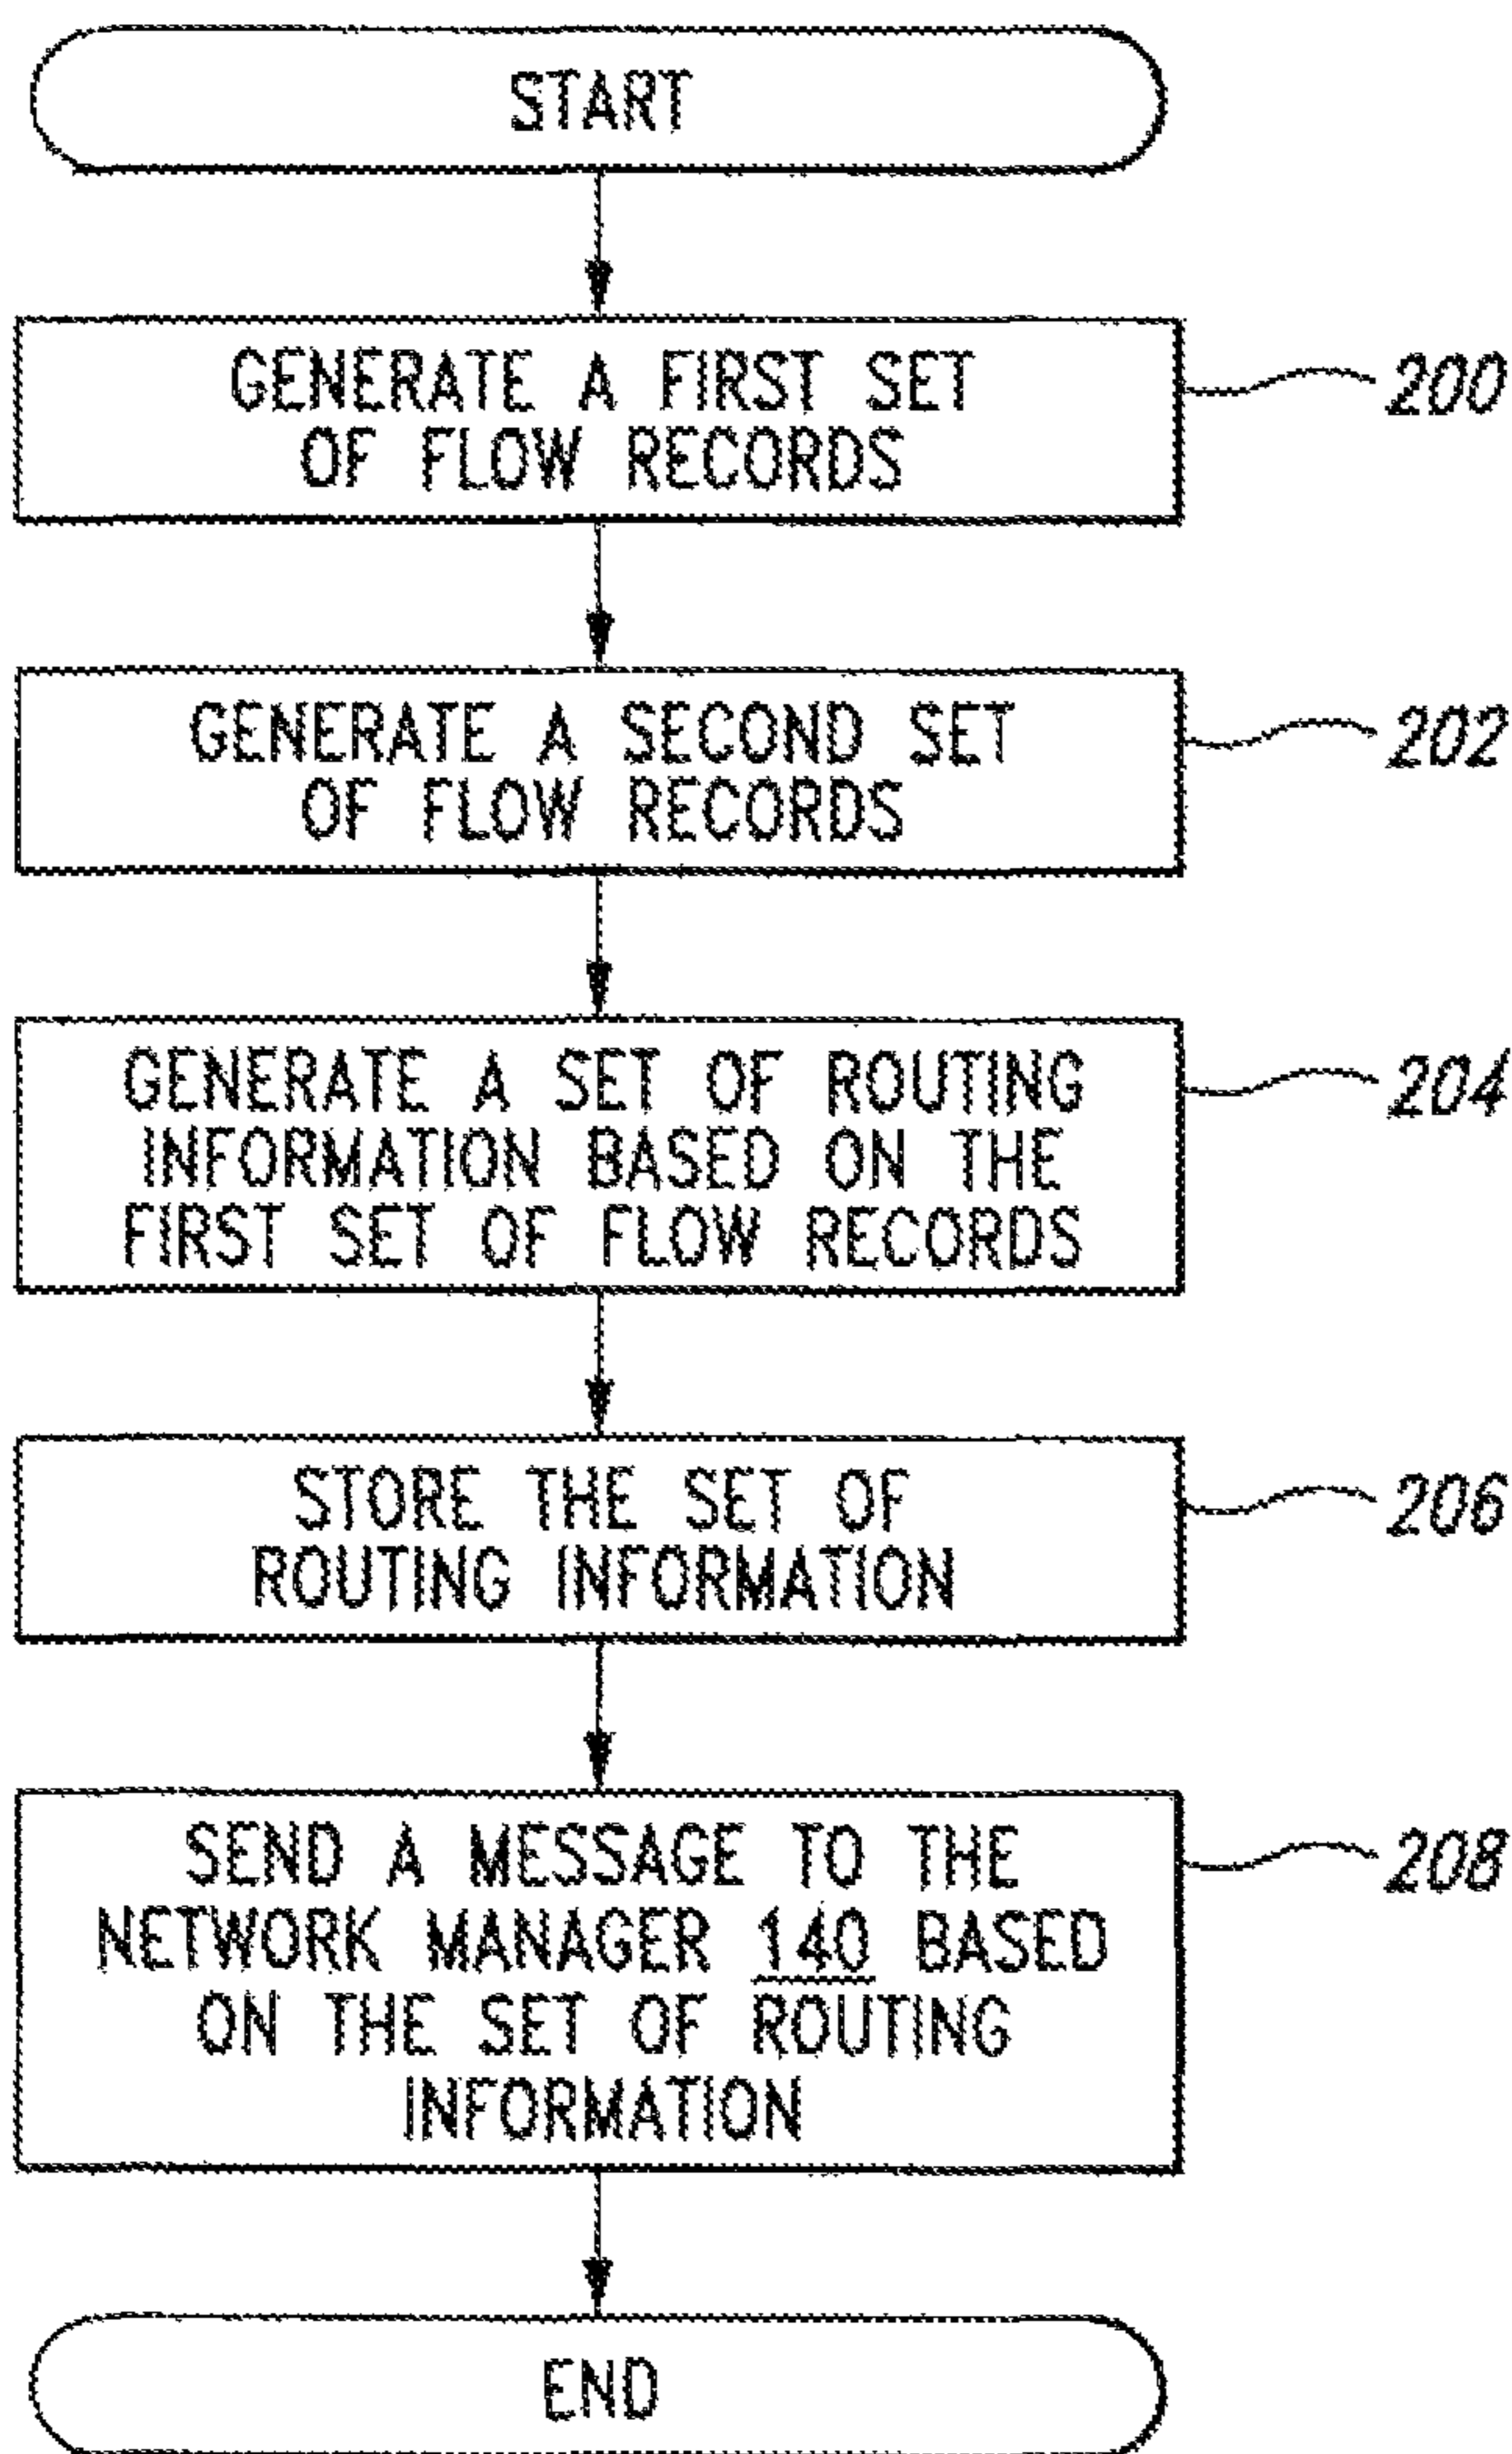 START
GENERATE A FIRST SET
OF FLOW RECORDS
200
GENERATE A SECOND SET
OF FLOW RECORDS
202
GENERATE A SET OF ROUTING
INFORMATION BASED ON THE
FIRST SET OF FLOW RECORDS
204
STORE THE SET OF
ROUTING INFORMATION
206
SEND A MESSAGE TO THE
NETWORK MANAGER 140 BASED
ON THE SET OF ROUTING
INFORMATION
208
END